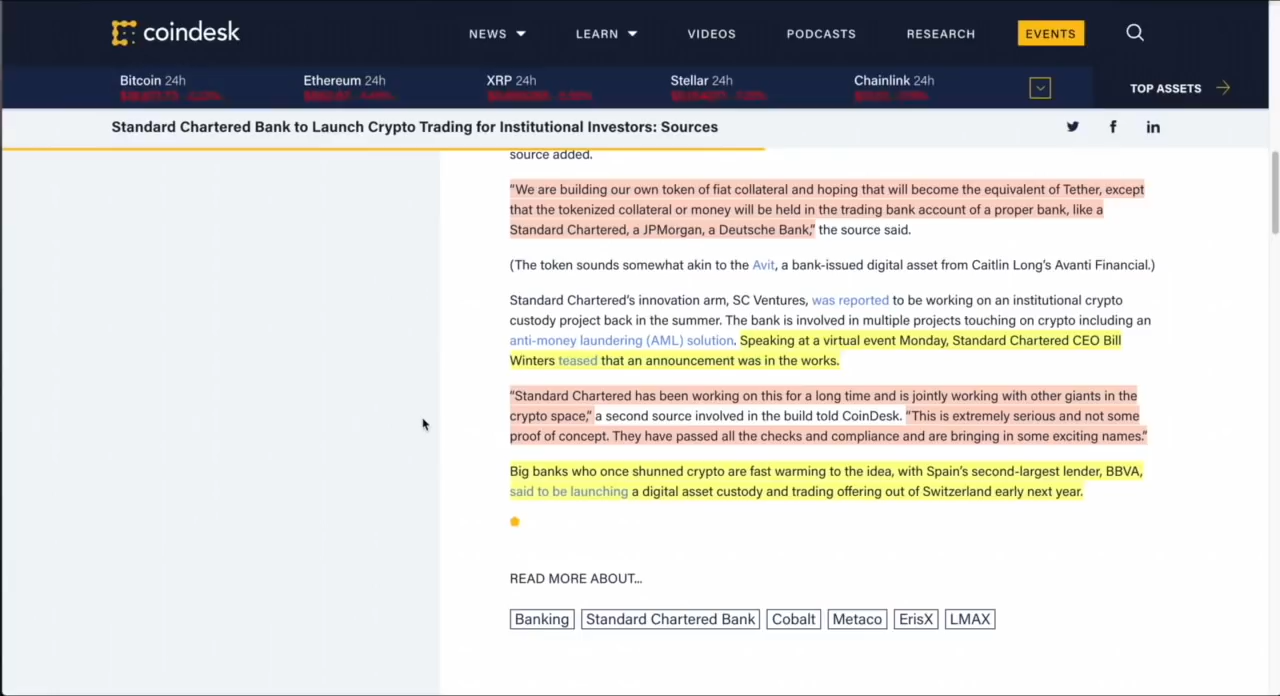 coindesk
NEWS LEARN VIDEOS PODCASTS RESEARCH EVENTS
Bitcoin 24h Ethereum 24h XRP 24h Stellar 24h Chainlink 24h
TOP ASSETS
Standard Chartered Bank to Launch Crypto Trading for Institutional Investors: Sources
source added.
“We are building our own token of fiat collateral and hoping that will become the equivalent of Tether, except
that the tokenized collateral or money will be held in the trading bank account of a proper bank, like a
Standard Chartered, a JPMorgan, a Deutsche Bank,” the source said.
(The token sounds somewhat akin to the Avit, a bank-issued digital asset from Caitlin Long’s Avanti Financial.)
Standard Chartered’s innovation arm, SC Ventures, was reported to be working on an institutional crypto
custody project back in the summer. The bank is involved in multiple projects touching on crypto including an
anti-money laundering (AML) solution. Speaking at a virtual event Monday, Standard Chartered CEO Bill
Winters teased that an announcement was in the works.
“Standard Chartered has been working on this for a long time and is jointly working with other giants in the
crypto space,” a second source involved in the build told CoinDesk. “This is extremely serious and not some
proof of concept. They have passed all the checks and compliance and are bringing in some exciting names.”
Big banks who once shunned crypto are fast warming to the idea, with Spain’s second-largest lender, BBVA,
said to be launching a digital asset custody and trading offering out of Switzerland early next year.
READ MORE ABOUT...
Banking Standard Chartered Bank Cobalt Metaco ErisX LMAX